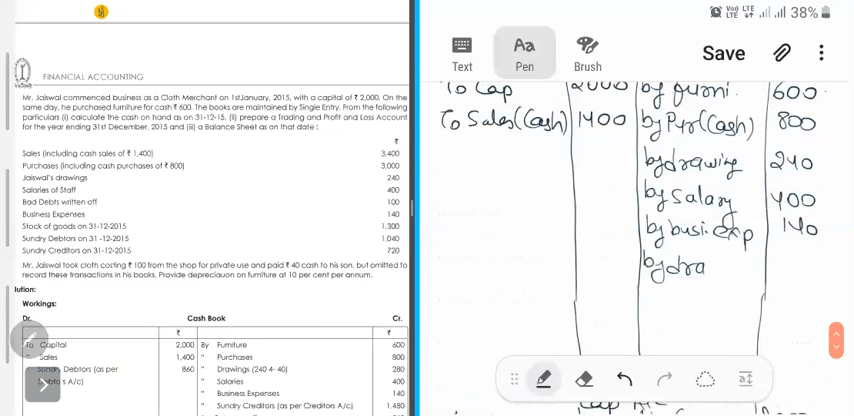 38%
FINANCIAL ACCOUNTING
Mr. Jaiswal commenced business as a Cloth Merchant on 1st January, 2015, with a capital of ₹ 2,000. On the
same day, he purchased furniture for cash ₹ 600. The books are maintained by Single Entry. From the following
particulars (i) calculate the cash on hand as on 31-12-15. (ii) prepare a Trading and Profit and Loss Account
for the year ending 31st December, 2015 and (iii) a Balance Sheet as on that date :
₹
Sales (including cash sales of ₹ 1,400) 3,400
Purchases (including cash purchases of ₹ 800) 3,000
Jaiswal's drawings 240
Salaries of Staff 400
Bad Debts written off 100
Business Expenses 140
Stock of goods on 31-12-2015 1,300
Sundry Debtors on 31 -12-2015 1,040
Sundry Creditors on 31-12-2015 720
Mr. Jaiswal took cloth costing ₹ 100 from the shop for private use and paid ₹ 40 cash to his son, but omitted to
record these transactions in his books. Provide depreciauon on furniture at 10 per cent per annum.
lution:
Workings:
Dr. Cash Book Cr.
₹ ₹
To Capital 2,000 By Furniture 600
" Sales 1,400 " Purchases 800
Debtors (as per 860 " Drawings (240 4- 40) 280
A/c) " Salaries 400
" Business Expenses 140
" Sundry Creditors (as per Creditors A/c) 1,480
Text
Aa
Pen
Brush
Save
To Cap 2000 by furni. 600
To Sales(Cash) 1400 by Pur(Cash) 800
by drawing 240
by Salary 400
by busi. exp 140
by dra